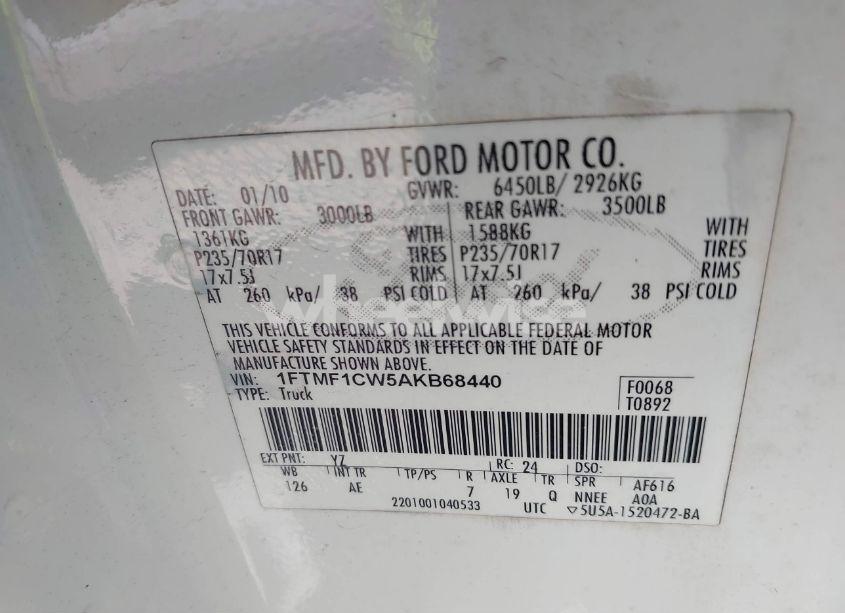 MFD. BY FORD MOTOR CO.
DATE: 01/10 GVWR: 6450LB/ 2926KG
FRONT GAWR: 3000LB REAR GAWR: 3500LB
1361KG WITH 1588KG WITH
P235/70R17 TIRES P235/70R17 TIRES
17x7.5J RIMS 17x7.5J RIMS
AT 260 kPa/ 38 PSI COLD AT 260 kPa/ 38 PSI COLD
wheelwise
THIS VEHICLE CONFORMS TO ALL APPLICABLE FEDERAL MOTOR
VEHICLE SAFETY STANDARDS IN EFFECT ON THE DATE OF
MANUFACTURE SHOWN ABOVE.
VIN: 1FTMF1CW5AKB68440 F0068
TYPE: Truck T0892
EXT PNT: YZ RC: 24 DSO:
WB INT TR TP/PS R AXLE TR SPR AF616
126 AE 7 19 Q NNEE A0A
2201001040533 UTC ▽5U5A-1520472-BA